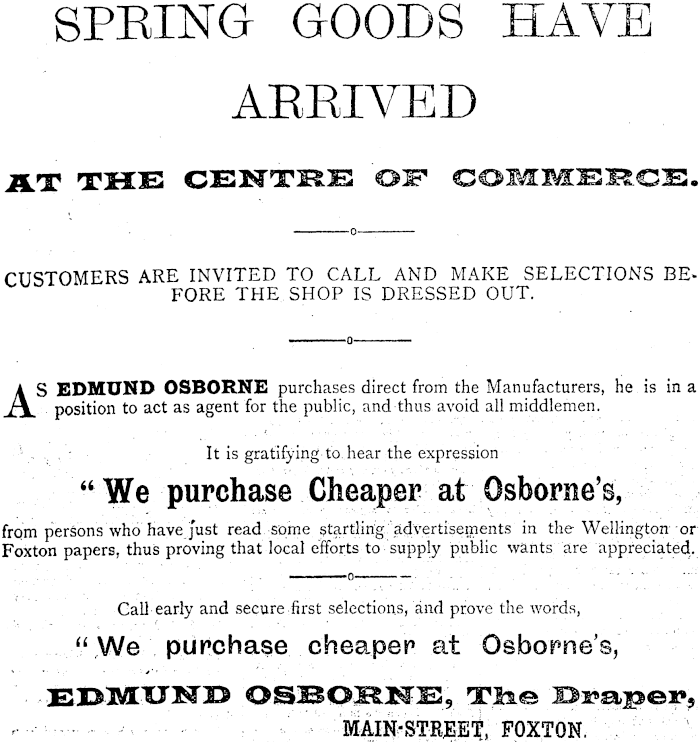 SPRING GOODS HAVE
ARRIVED
AT THE CENTRE OF COMMERCE.
CUSTOMERS ARE INVITED TO CALL AND MAKE SELECTIONS BE-
FORE THE SHOP IS DRESSED OUT.
AS EDMUND OSBORNE purchases direct from the Manufacturers, he is in a
position to act as agent for the public, and thus avoid all middlemen.
It is gratifying to hear the expression
"We purchase Cheaper at Osborne's,
from persons who have just read some startling advertisements in the Wellington or
Foxton papers, thus proving that local efforts to supply public wants are appreciated.
Call early and secure first selections, and prove the words,
"We purchase cheaper at Osborne's,
EDMUND OSBORNE, The Draper,
MAIN-STREET, FOXTON.